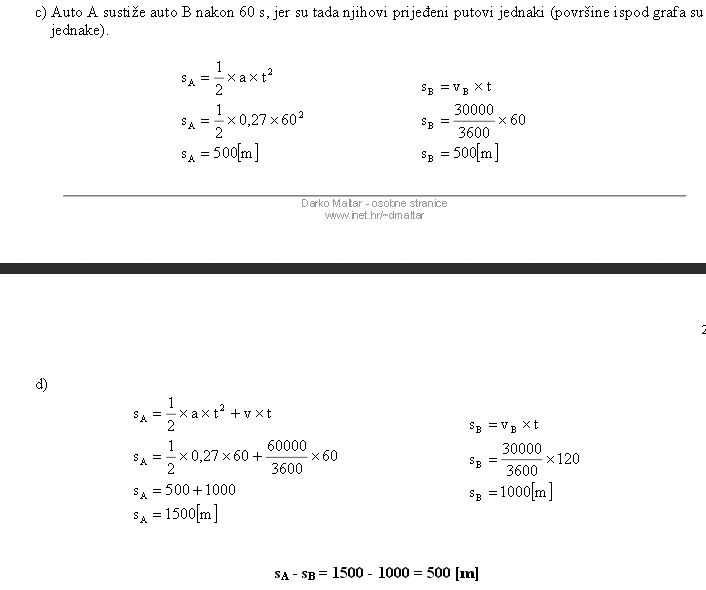 c) Auto A sustiže auto B nakon 60 s, jer su tada njihovi prijeđeni putovi jednaki (površine ispod grafa su
jednake).
s_A = 1/2 × a × t²
s_A = 1/2 × 0,27 × 60²
s_A = 500[m]
s_B = v_B × t
s_B = 30000/3600 × 60
s_B = 500[m]
Darko Maltar - osobne stranice
www.inet.hr/~dmaltar
2
d)
s_A = 1/2 × a × t² + v × t
s_A = 1/2 × 0,27 × 60 + 60000/3600 × 60
s_A = 500 + 1000
s_A = 1500[m]
s_B = v_B × t
s_B = 30000/3600 × 120
s_B = 1000[m]
s_A - s_B = 1500 - 1000 = 500 [m]